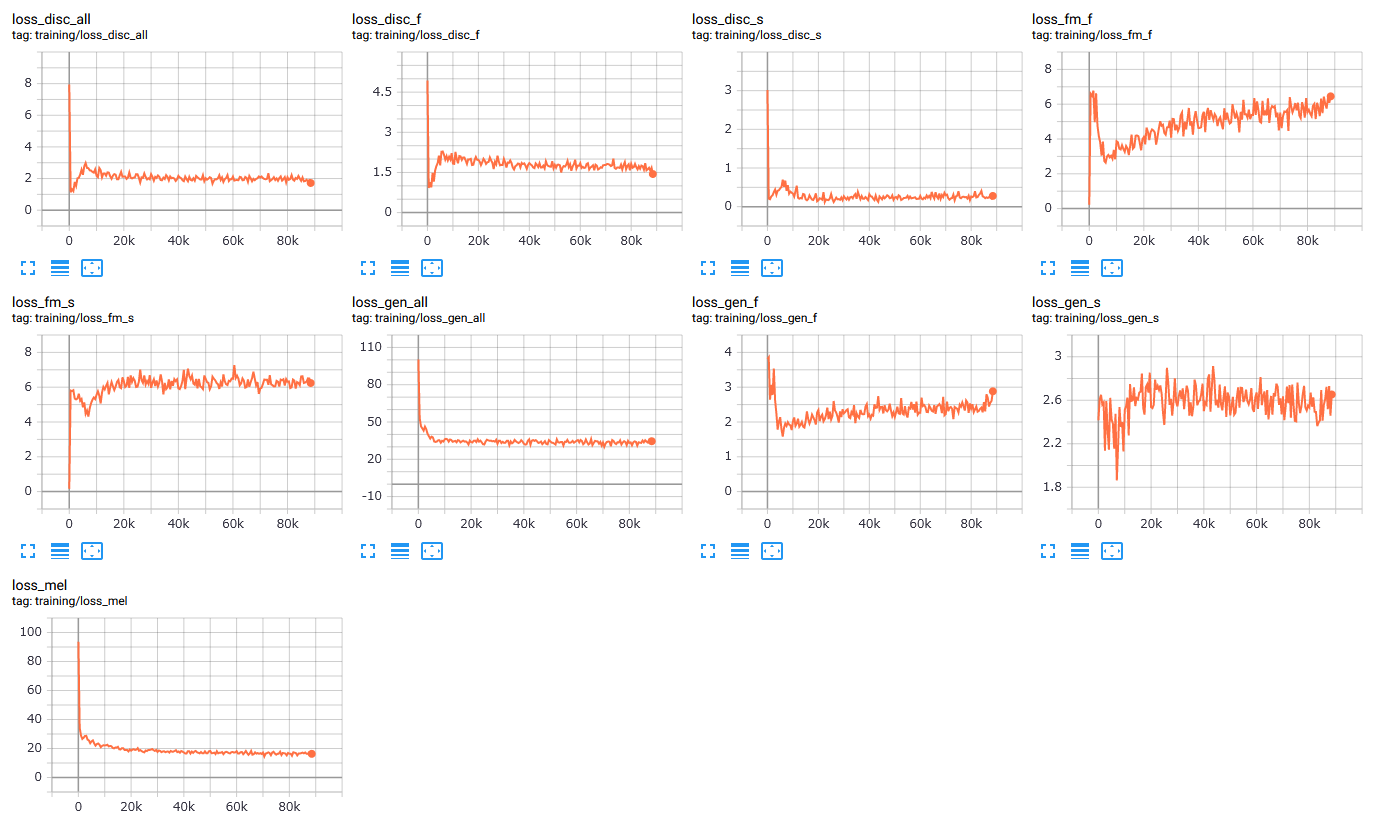 loss_disc_all
tag: training/loss_disc_all
8
6
4
2
0
0 20k 40k 60k 80k
loss_disc_f
tag: training/loss_disc_f
4.5
3
1.5
0
0 20k 40k 60k 80k
loss_disc_s
tag: training/loss_disc_s
3
2
1
0
0 20k 40k 60k 80k
loss_fm_f
tag: training/loss_fm_f
8
6
4
2
0
0 20k 40k 60k 80k
loss_fm_s
tag: training/loss_fm_s
8
6
4
2
0
0 20k 40k 60k 80k
loss_gen_all
tag: training/loss_gen_all
110
80
50
20
-10
0 20k 40k 60k 80k
loss_gen_f
tag: training/loss_gen_f
4
3
2
1
0
0 20k 40k 60k 80k
loss_gen_s
tag: training/loss_gen_s
3
2.6
2.2
1.8
0 20k 40k 60k 80k
loss_mel
tag: training/loss_mel
100
80
60
40
20
0
0 20k 40k 60k 80k